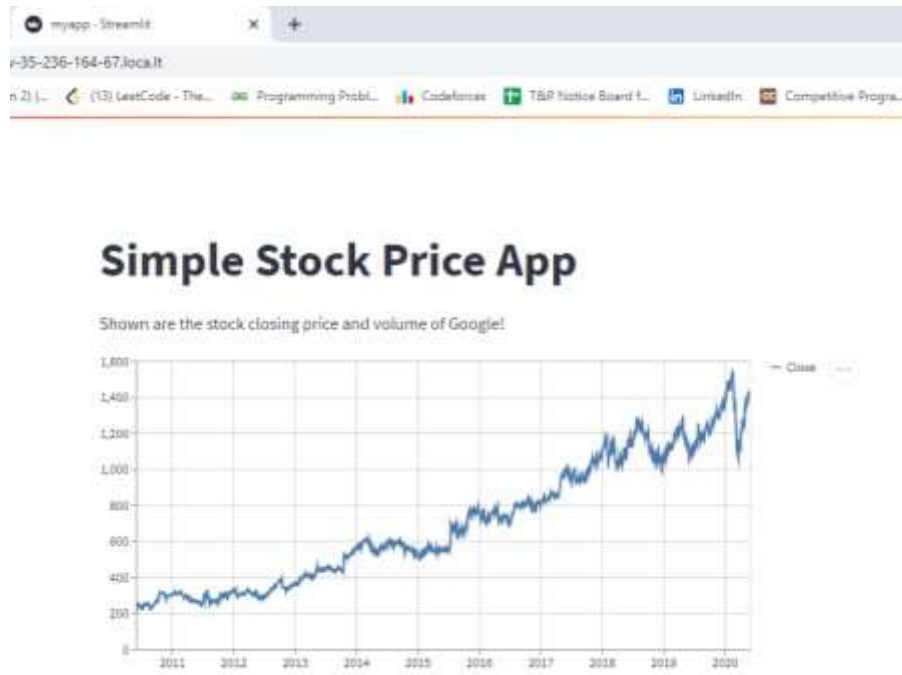 myapp - Streamlit × +
-35-236-164-67.loca.lt
n 2) (... (13) LeetCode - The... Programming Probl... Codeforces T&P Notice Board f... LinkedIn Competitive Progra...
Simple Stock Price App
Shown are the stock closing price and volume of Google!
1,600
Close
1,400
1,200
1,000
800
600
400
200
0
2011 2012 2013 2014 2015 2016 2017 2018 2019 2020